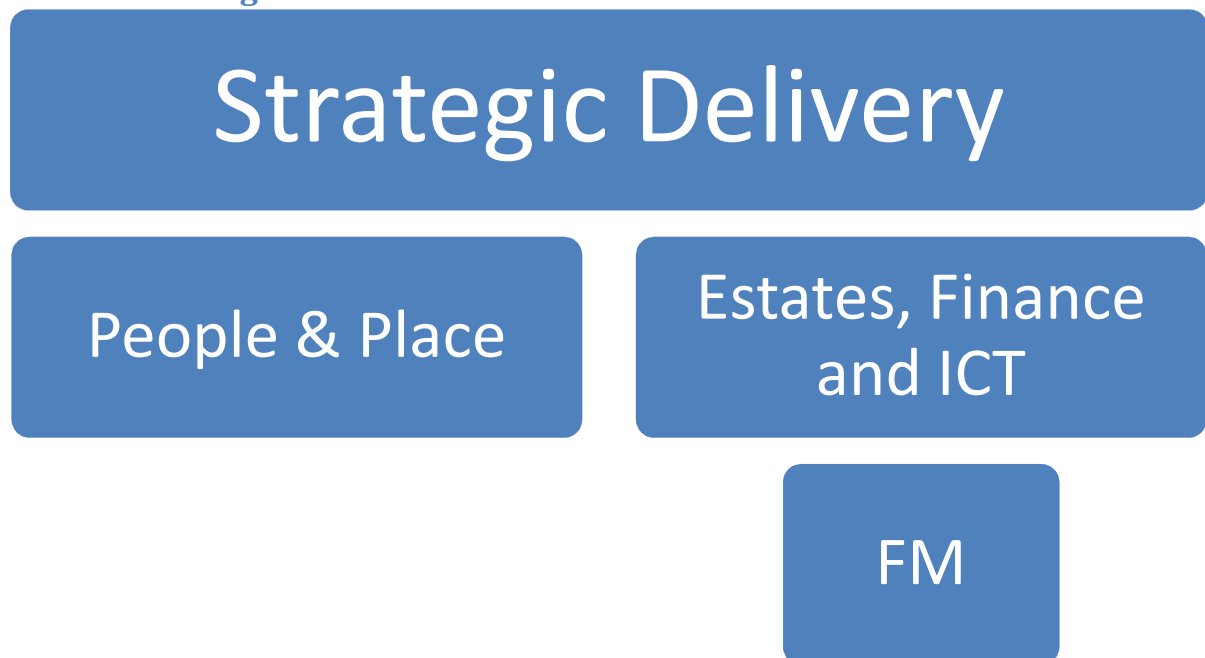 Strategic Delivery
People & Place
Estates, Finance
and ICT
FM